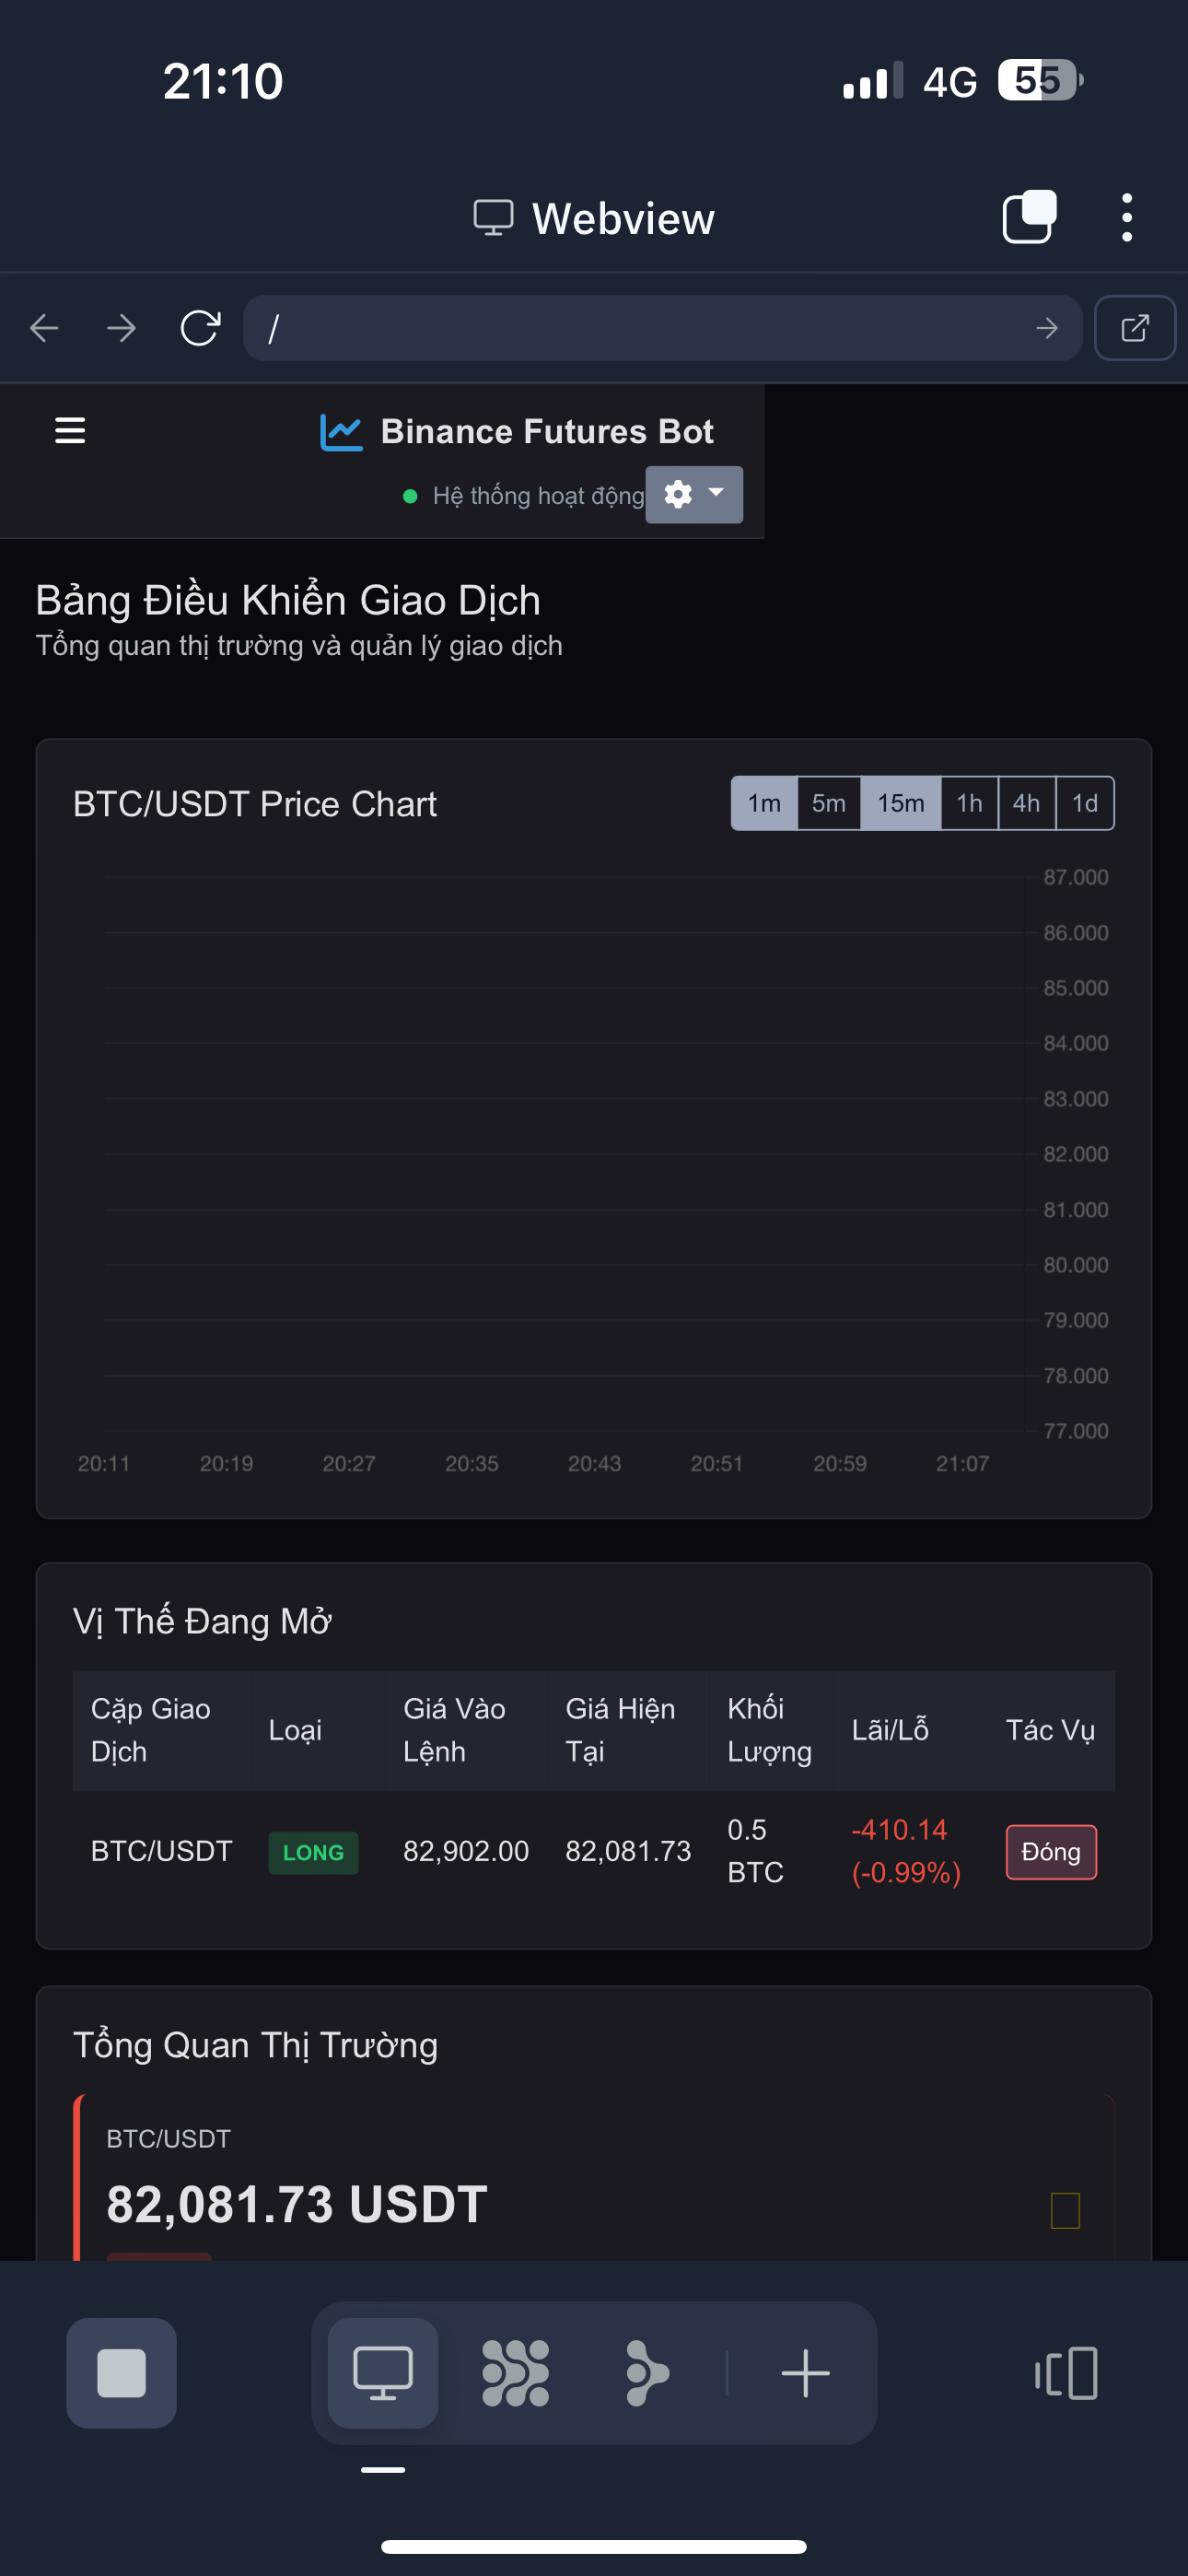 21:10
4G 55
Webview
/
Binance Futures Bot
Hệ thống hoạt động
Bảng Điều Khiển Giao Dịch
Tổng quan thị trường và quản lý giao dịch
BTC/USDT Price Chart
1m 5m 15m 1h 4h 1d
87.000
86.000
85.000
84.000
83.000
82.000
81.000
80.000
79.000
78.000
77.000
20:11 20:19 20:27 20:35 20:43 20:51 20:59 21:07
Vị Thế Đang Mở
Cặp Giao Dịch Loại Giá Vào Lệnh Giá Hiện Tại Khối Lượng Lãi/Lỗ Tác Vụ
BTC/USDT LONG 82,902.00 82,081.73 0.5 BTC -410.14 (-0.99%) Đóng
Tổng Quan Thị Trường
BTC/USDT
82,081.73 USDT